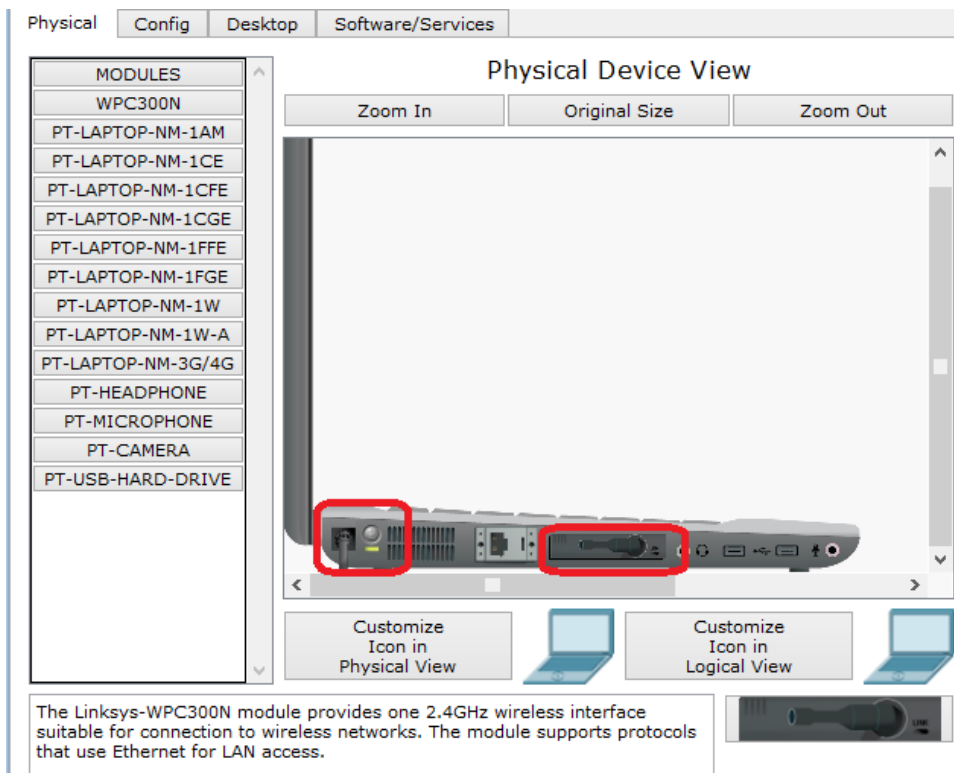 Physical
Config
Desktop
Software/Services
MODULES
WPC300N
PT-LAPTOP-NM-1AM
PT-LAPTOP-NM-1CE
PT-LAPTOP-NM-1CFE
PT-LAPTOP-NM-1CGE
PT-LAPTOP-NM-1FFE
PT-LAPTOP-NM-1FGE
PT-LAPTOP-NM-1W
PT-LAPTOP-NM-1W-A
PT-LAPTOP-NM-3G/4G
PT-HEADPHONE
PT-MICROPHONE
PT-CAMERA
PT-USB-HARD-DRIVE
Physical Device View
Zoom In
Original Size
Zoom Out
Customize
Icon in
Physical View
Customize
Icon in
Logical View
The Linksys-WPC300N module provides one 2.4GHz wireless interface
suitable for connection to wireless networks. The module supports protocols
that use Ethernet for LAN access.
LINK